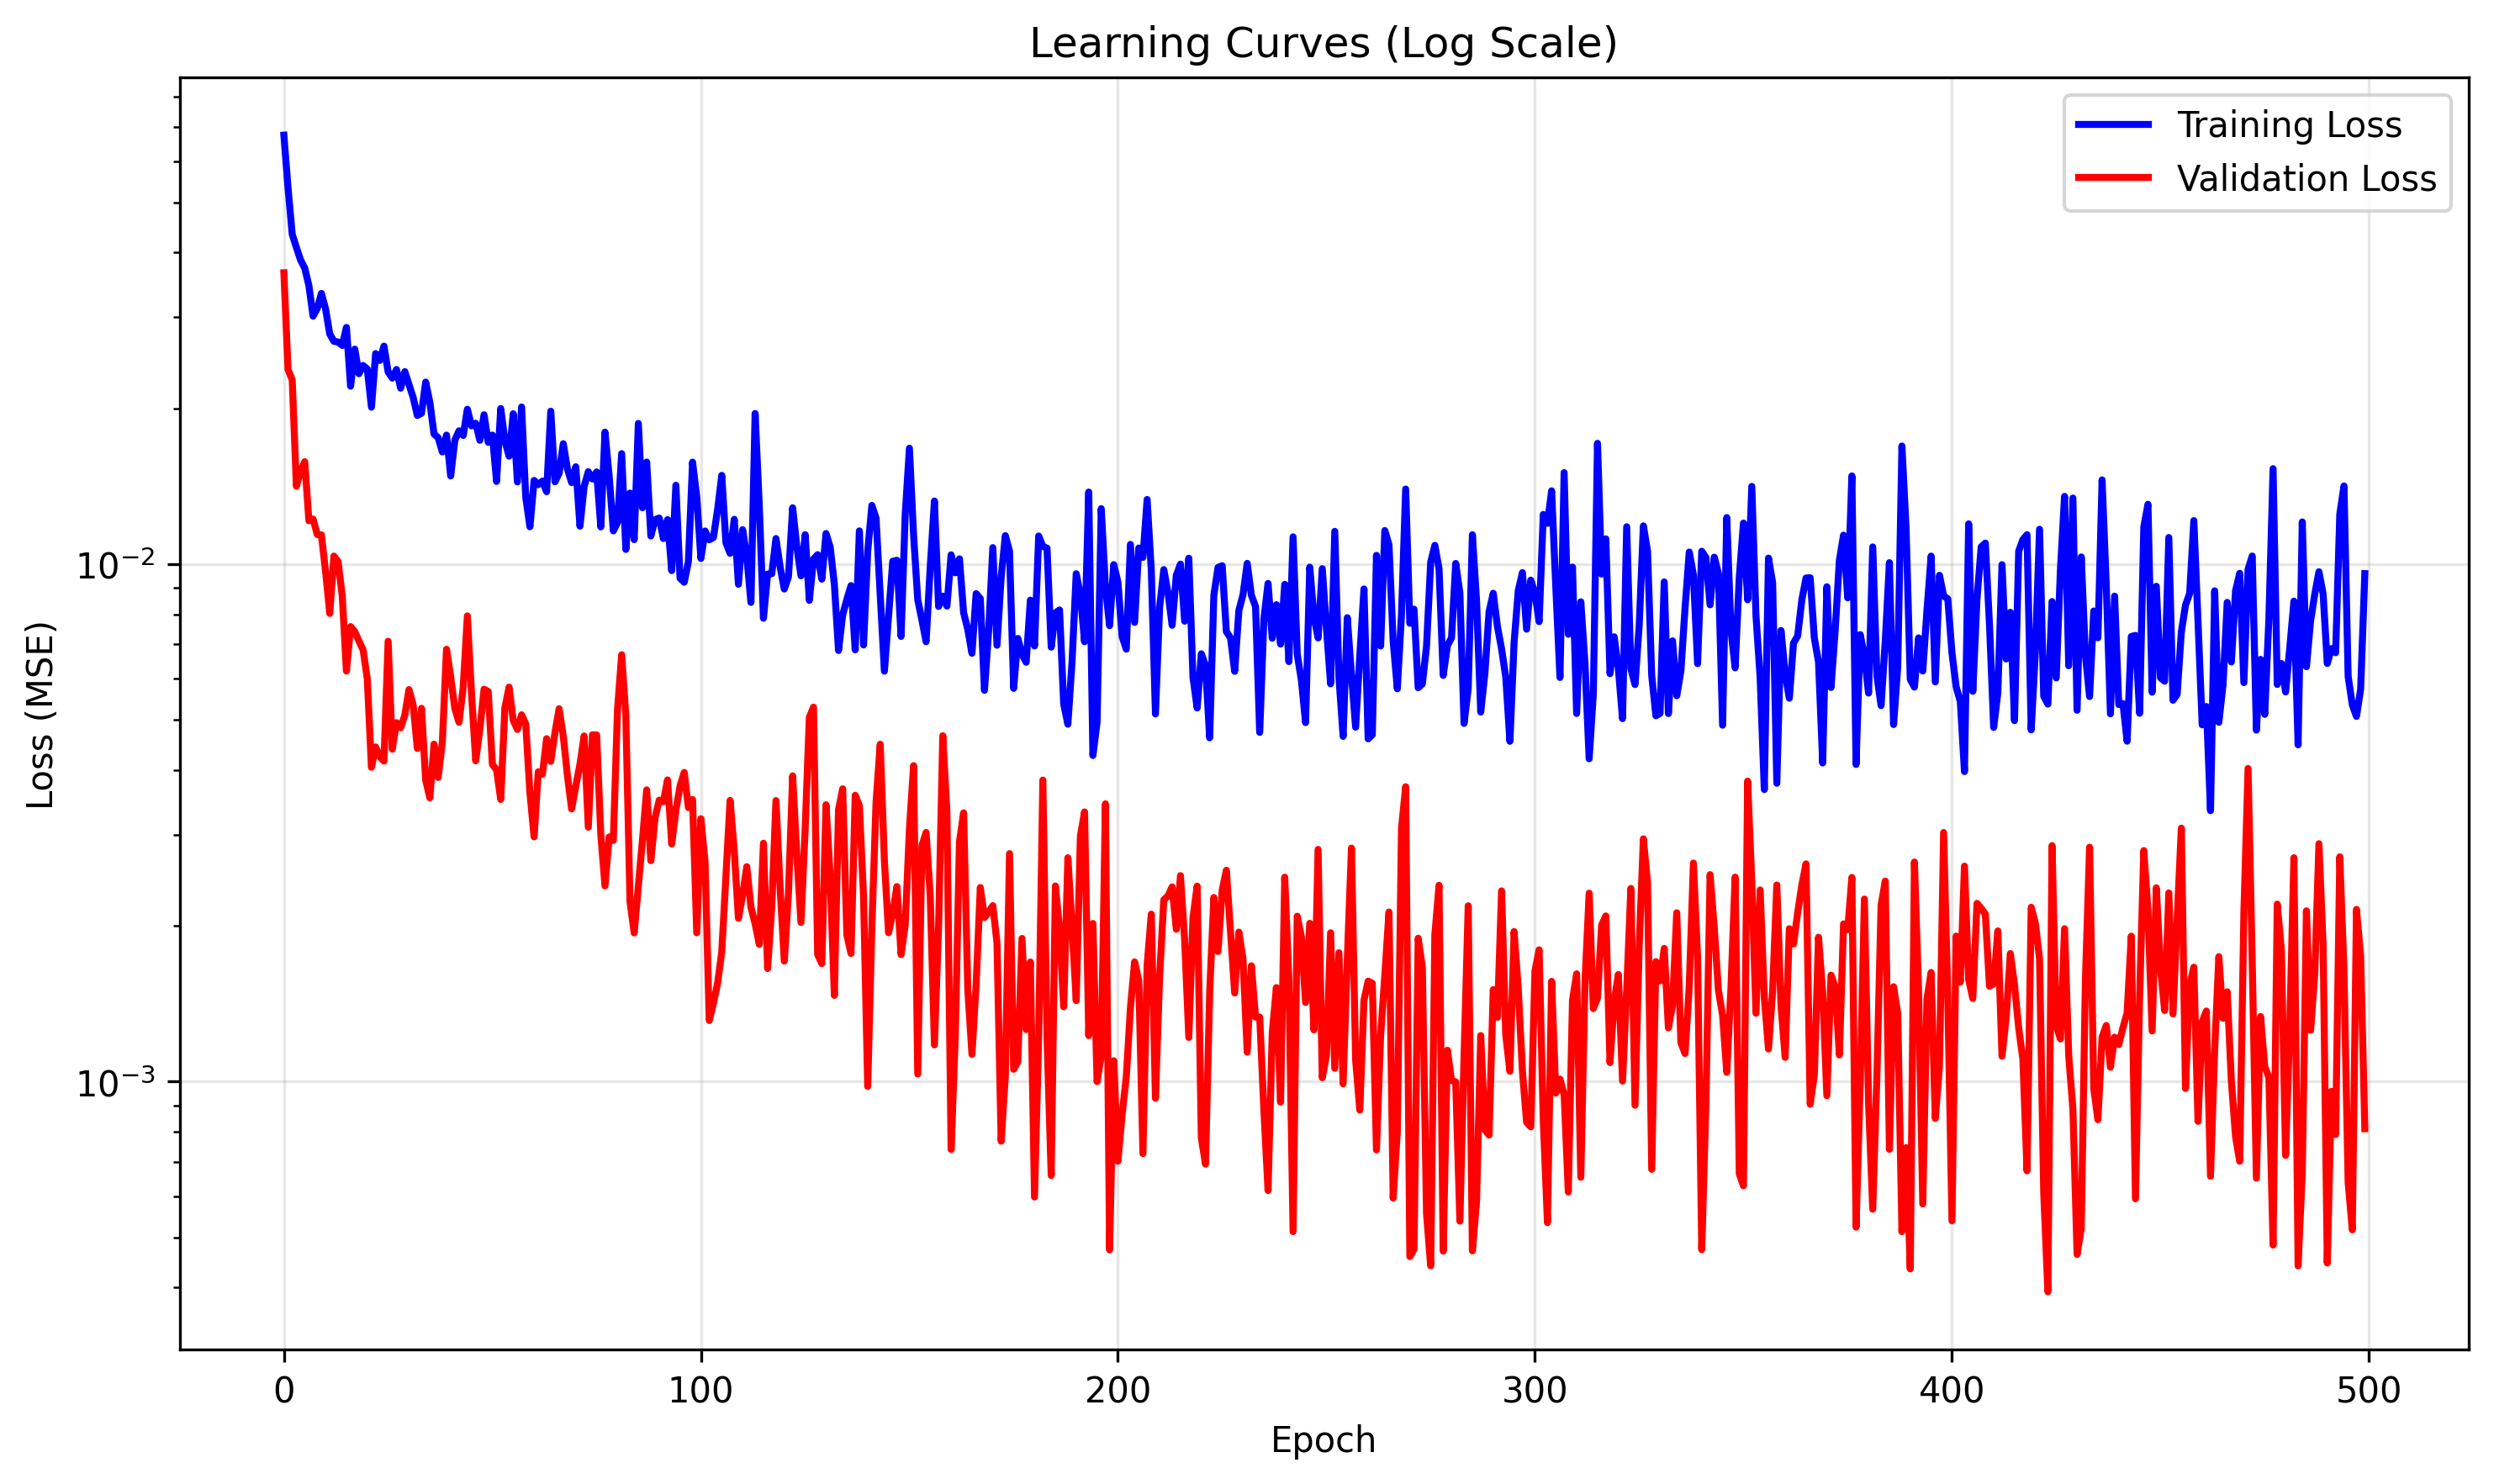 Learning Curves (Log Scale)
Training Loss
Validation Loss
Loss (MSE)
10⁻²
10⁻³
0 100 200 300 400 500
Epoch